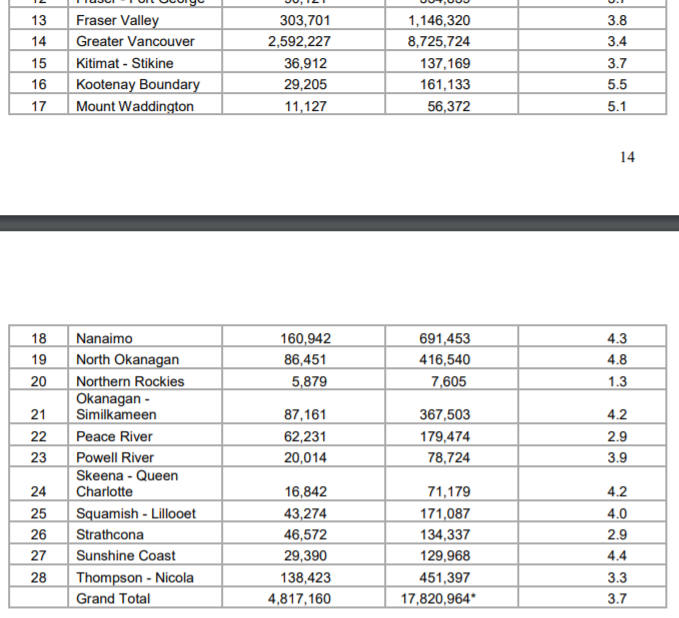 13 Fraser Valley 303,701 1,146,320 3.8
14 Greater Vancouver 2,592,227 8,725,724 3.4
15 Kitimat - Stikine 36,912 137,169 3.7
16 Kootenay Boundary 29,205 161,133 5.5
17 Mount Waddington 11,127 56,372 5.1
14
18 Nanaimo 160,942 691,453 4.3
19 North Okanagan 86,451 416,540 4.8
20 Northern Rockies 5,879 7,605 1.3
Okanagan -
21 Similkameen 87,161 367,503 4.2
22 Peace River 62,231 179,474 2.9
23 Powell River 20,014 78,724 3.9
Skeena - Queen
24 Charlotte 16,842 71,179 4.2
25 Squamish - Lillooet 43,274 171,087 4.0
26 Strathcona 46,572 134,337 2.9
27 Sunshine Coast 29,390 129,968 4.4
28 Thompson - Nicola 138,423 451,397 3.3
Grand Total 4,817,160 17,820,964* 3.7